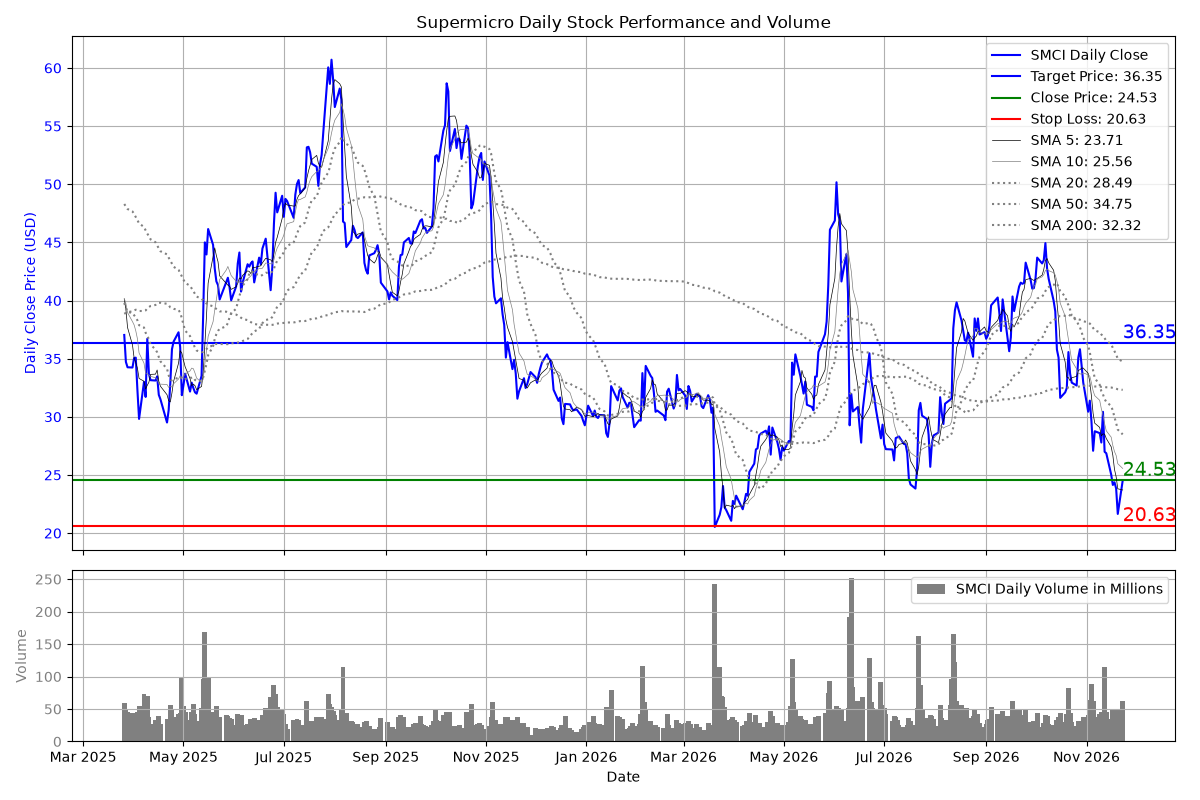 Supermicro Daily Stock Performance and Volume
Daily Close Price (USD)
60
55
50
45
40
35
30
25
20
SMCI Daily Close
Target Price: 36.35
Close Price: 24.53
Stop Loss: 20.63
SMA 5: 23.71
SMA 10: 25.56
SMA 20: 28.49
SMA 50: 34.75
SMA 200: 32.32
36.35
24.53
20.63
Volume
250
200
150
100
50
0
SMCI Daily Volume in Millions
Mar 2025 May 2025 Jul 2025 Sep 2025 Nov 2025 Jan 2026 Mar 2026 May 2026 Jul 2026 Sep 2026 Nov 2026
Date